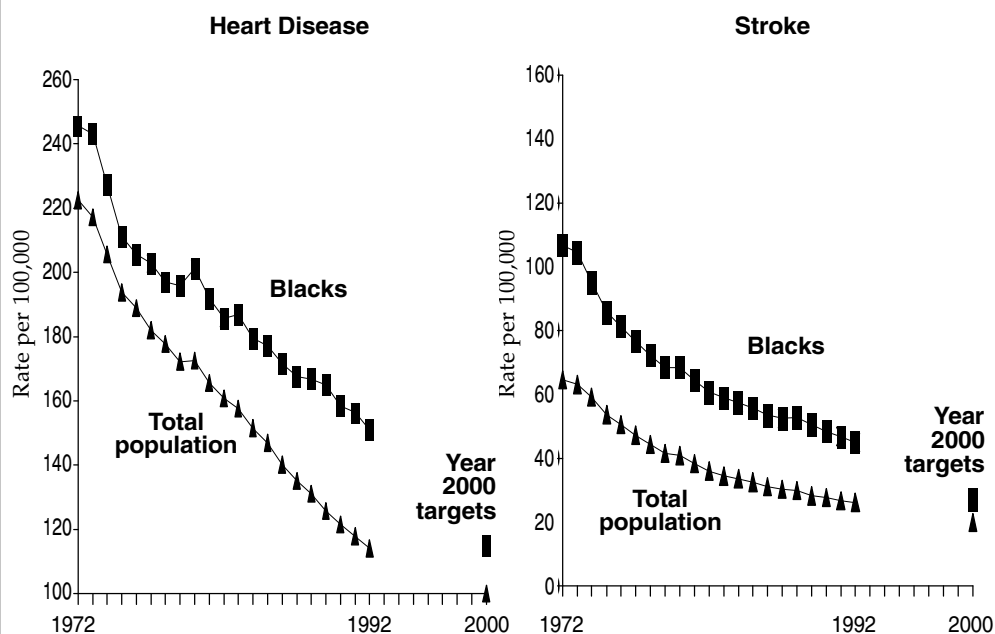 Heart Disease
Rate per 100,000
260
240
220
200
180
160
140
120
100
Blacks
Total
population
Year
2000
targets
1972
1992
2000
Stroke
Rate per 100,000
160
140
120
100
80
60
40
20
0
Blacks
Total
population
Year
2000
targets
1972
1992
2000